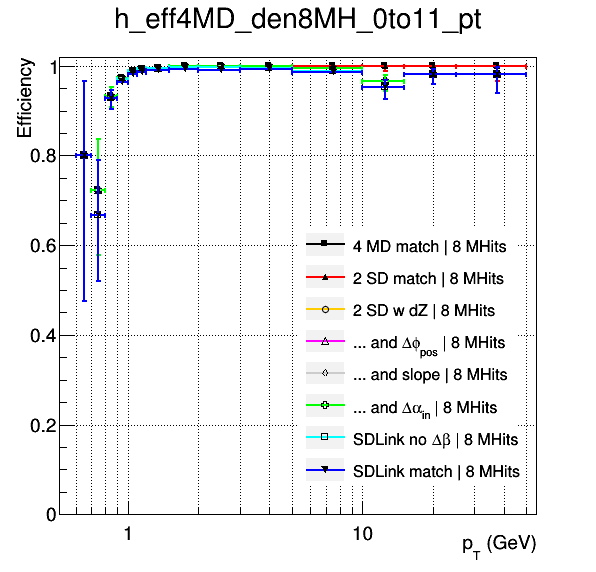 h_eff4MD_den8MH_0to11_pt
Efficiency
1
0.8
0.6
0.4
0.2
0
4 MD match | 8 MHits
2 SD match | 8 MHits
2 SD w dZ | 8 MHits
... and Δϕpos | 8 MHits
... and slope | 8 MHits
... and Δαin | 8 MHits
SDLink no Δβ | 8 MHits
SDLink match | 8 MHits
1 10
pT (GeV)